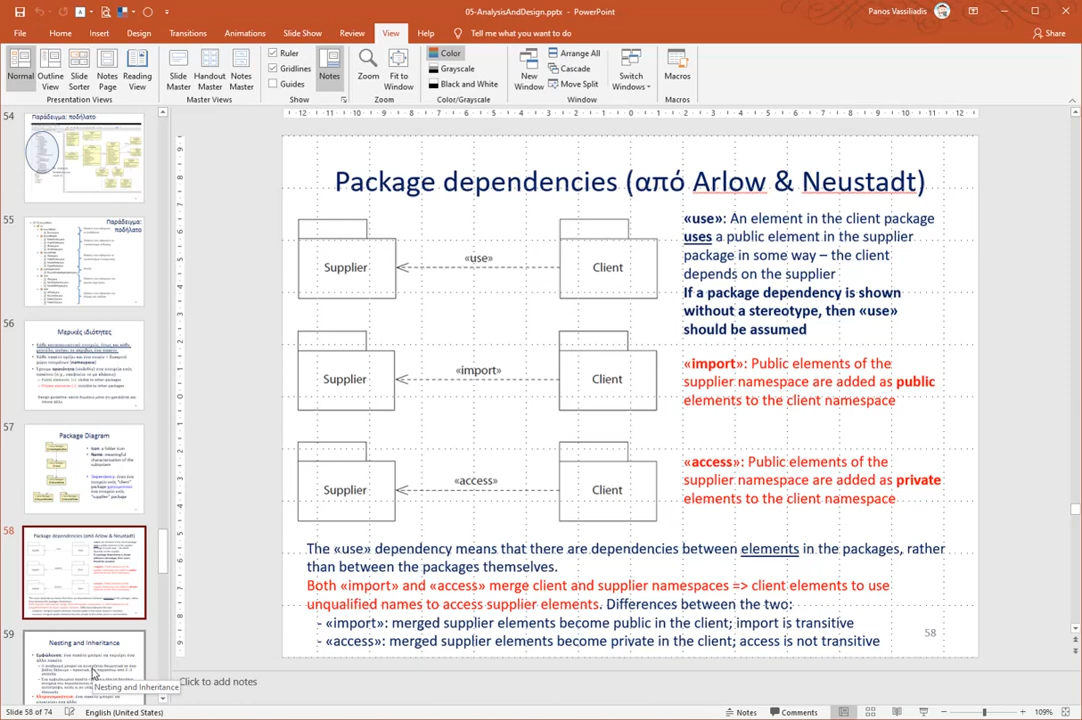 05-AnalysisAndDesign.pptx - PowerPoint
Panos Vassiliadis
File Home Insert Design Transitions Animations Slide Show Review View Help Tell me what you want to do Share
Normal Outline View Slide Sorter Notes Page Reading View
Presentation Views
Slide Master Handout Master Notes Master
Master Views
Ruler
Gridlines
Guides
Show
Notes
Zoom Fit to Window
Zoom
Color
Grayscale
Black and White
Color/Grayscale
New Window
Arrange All
Cascade
Move Split
Window
Switch Windows
Macros
Macros
54
Παράδειγμα: ποδήλατο
55
Παράδειγμα:
ποδήλατο
56
Μερικές ιδιότητες
57
Package Diagram
58
Package dependencies (από Arlow & Neustadt)
59
Nesting and Inheritance
Nesting and Inheritance
Package dependencies (από Arlow & Neustadt)
Supplier «use» Client
Supplier «import» Client
Supplier «access» Client
«use»: An element in the client package
uses a public element in the supplier
package in some way – the client
depends on the supplier
If a package dependency is shown
without a stereotype, then «use»
should be assumed
«import»: Public elements of the
supplier namespace are added as public
elements to the client namespace
«access»: Public elements of the
supplier namespace are added as private
elements to the client namespace
The «use» dependency means that there are dependencies between elements in the packages, rather
than between the packages themselves.
Both «import» and «access» merge client and supplier namespaces => client elements to use
unqualified names to access supplier elements. Differences between the two:
- «import»: merged supplier elements become public in the client; import is transitive
- «access»: merged supplier elements become private in the client; access is not transitive
58
Click to add notes
Slide 58 of 74 English (United States) Notes Comments 109%